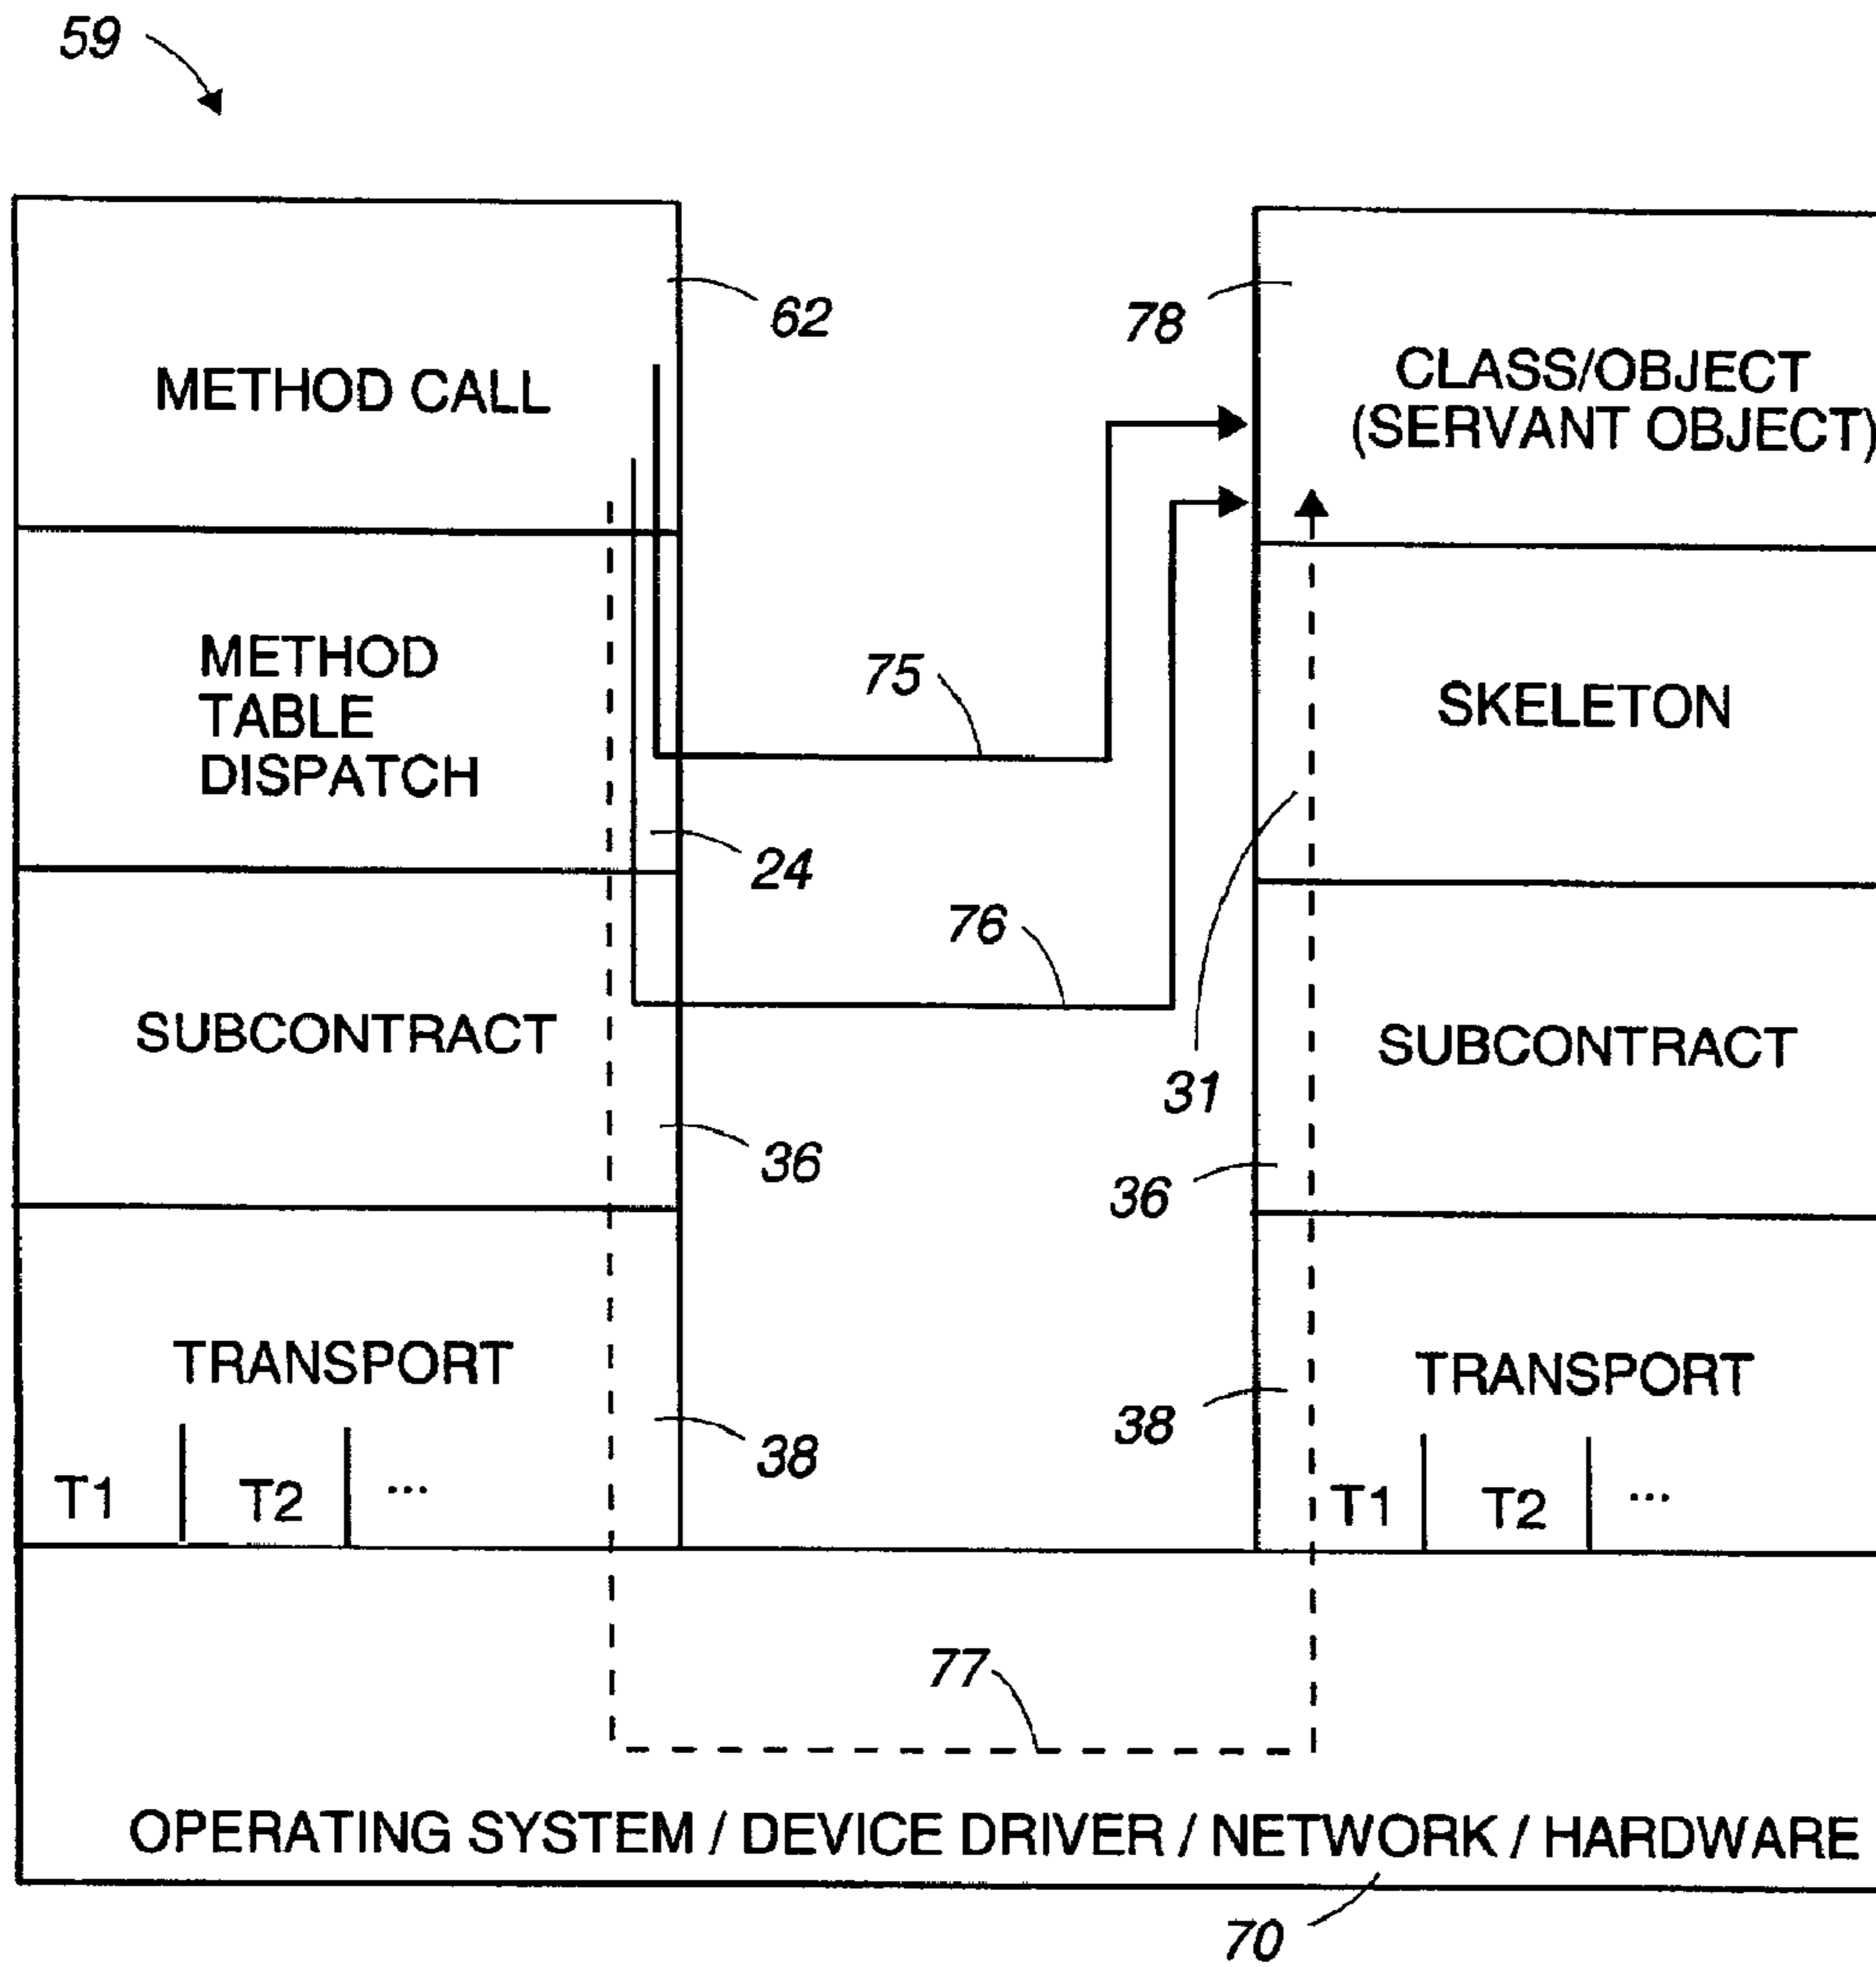 59
62
78
METHOD CALL
CLASS/OBJECT
(SERVANT OBJECT)
METHOD
TABLE
DISPATCH
75
SKELETON
24
76
SUBCONTRACT
SUBCONTRACT
31
36
36
TRANSPORT
TRANSPORT
38
38
T1
T2
...
T1
T2
...
77
OPERATING SYSTEM / DEVICE DRIVER / NETWORK / HARDWARE
70